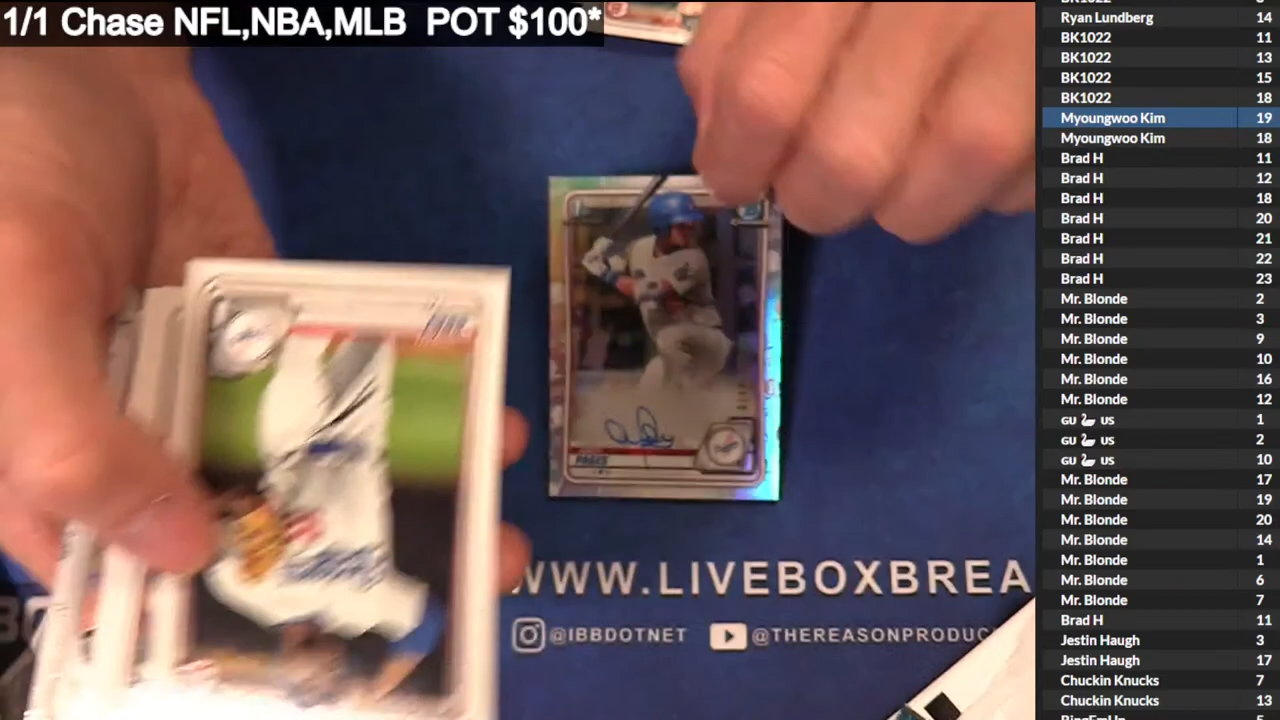 1/1 Chase NFL,NBA,MLB POT $100*
Ryan Lundberg 14
BK1022 11
BK1022 13
BK1022 15
BK1022 18
Myoungwoo Kim 19
Myoungwoo Kim 18
Brad H 11
Brad H 12
Brad H 18
Brad H 20
Brad H 21
Brad H 22
Brad H 23
Mr. Blonde 2
Mr. Blonde 3
Mr. Blonde 9
Mr. Blonde 10
Mr. Blonde 16
Mr. Blonde 12
GU US 1
GU US 2
GU US 10
Mr. Blonde 17
Mr. Blonde 19
Mr. Blonde 20
Mr. Blonde 14
Mr. Blonde 1
Mr. Blonde 6
Mr. Blonde 7
Brad H 11
Jestin Haugh 3
Jestin Haugh 17
Chuckin Knucks 7
Chuckin Knucks 13
PAGES
WWW.LIVEBOXBREA
@IBBDOTNET @THEREASONPRODUC